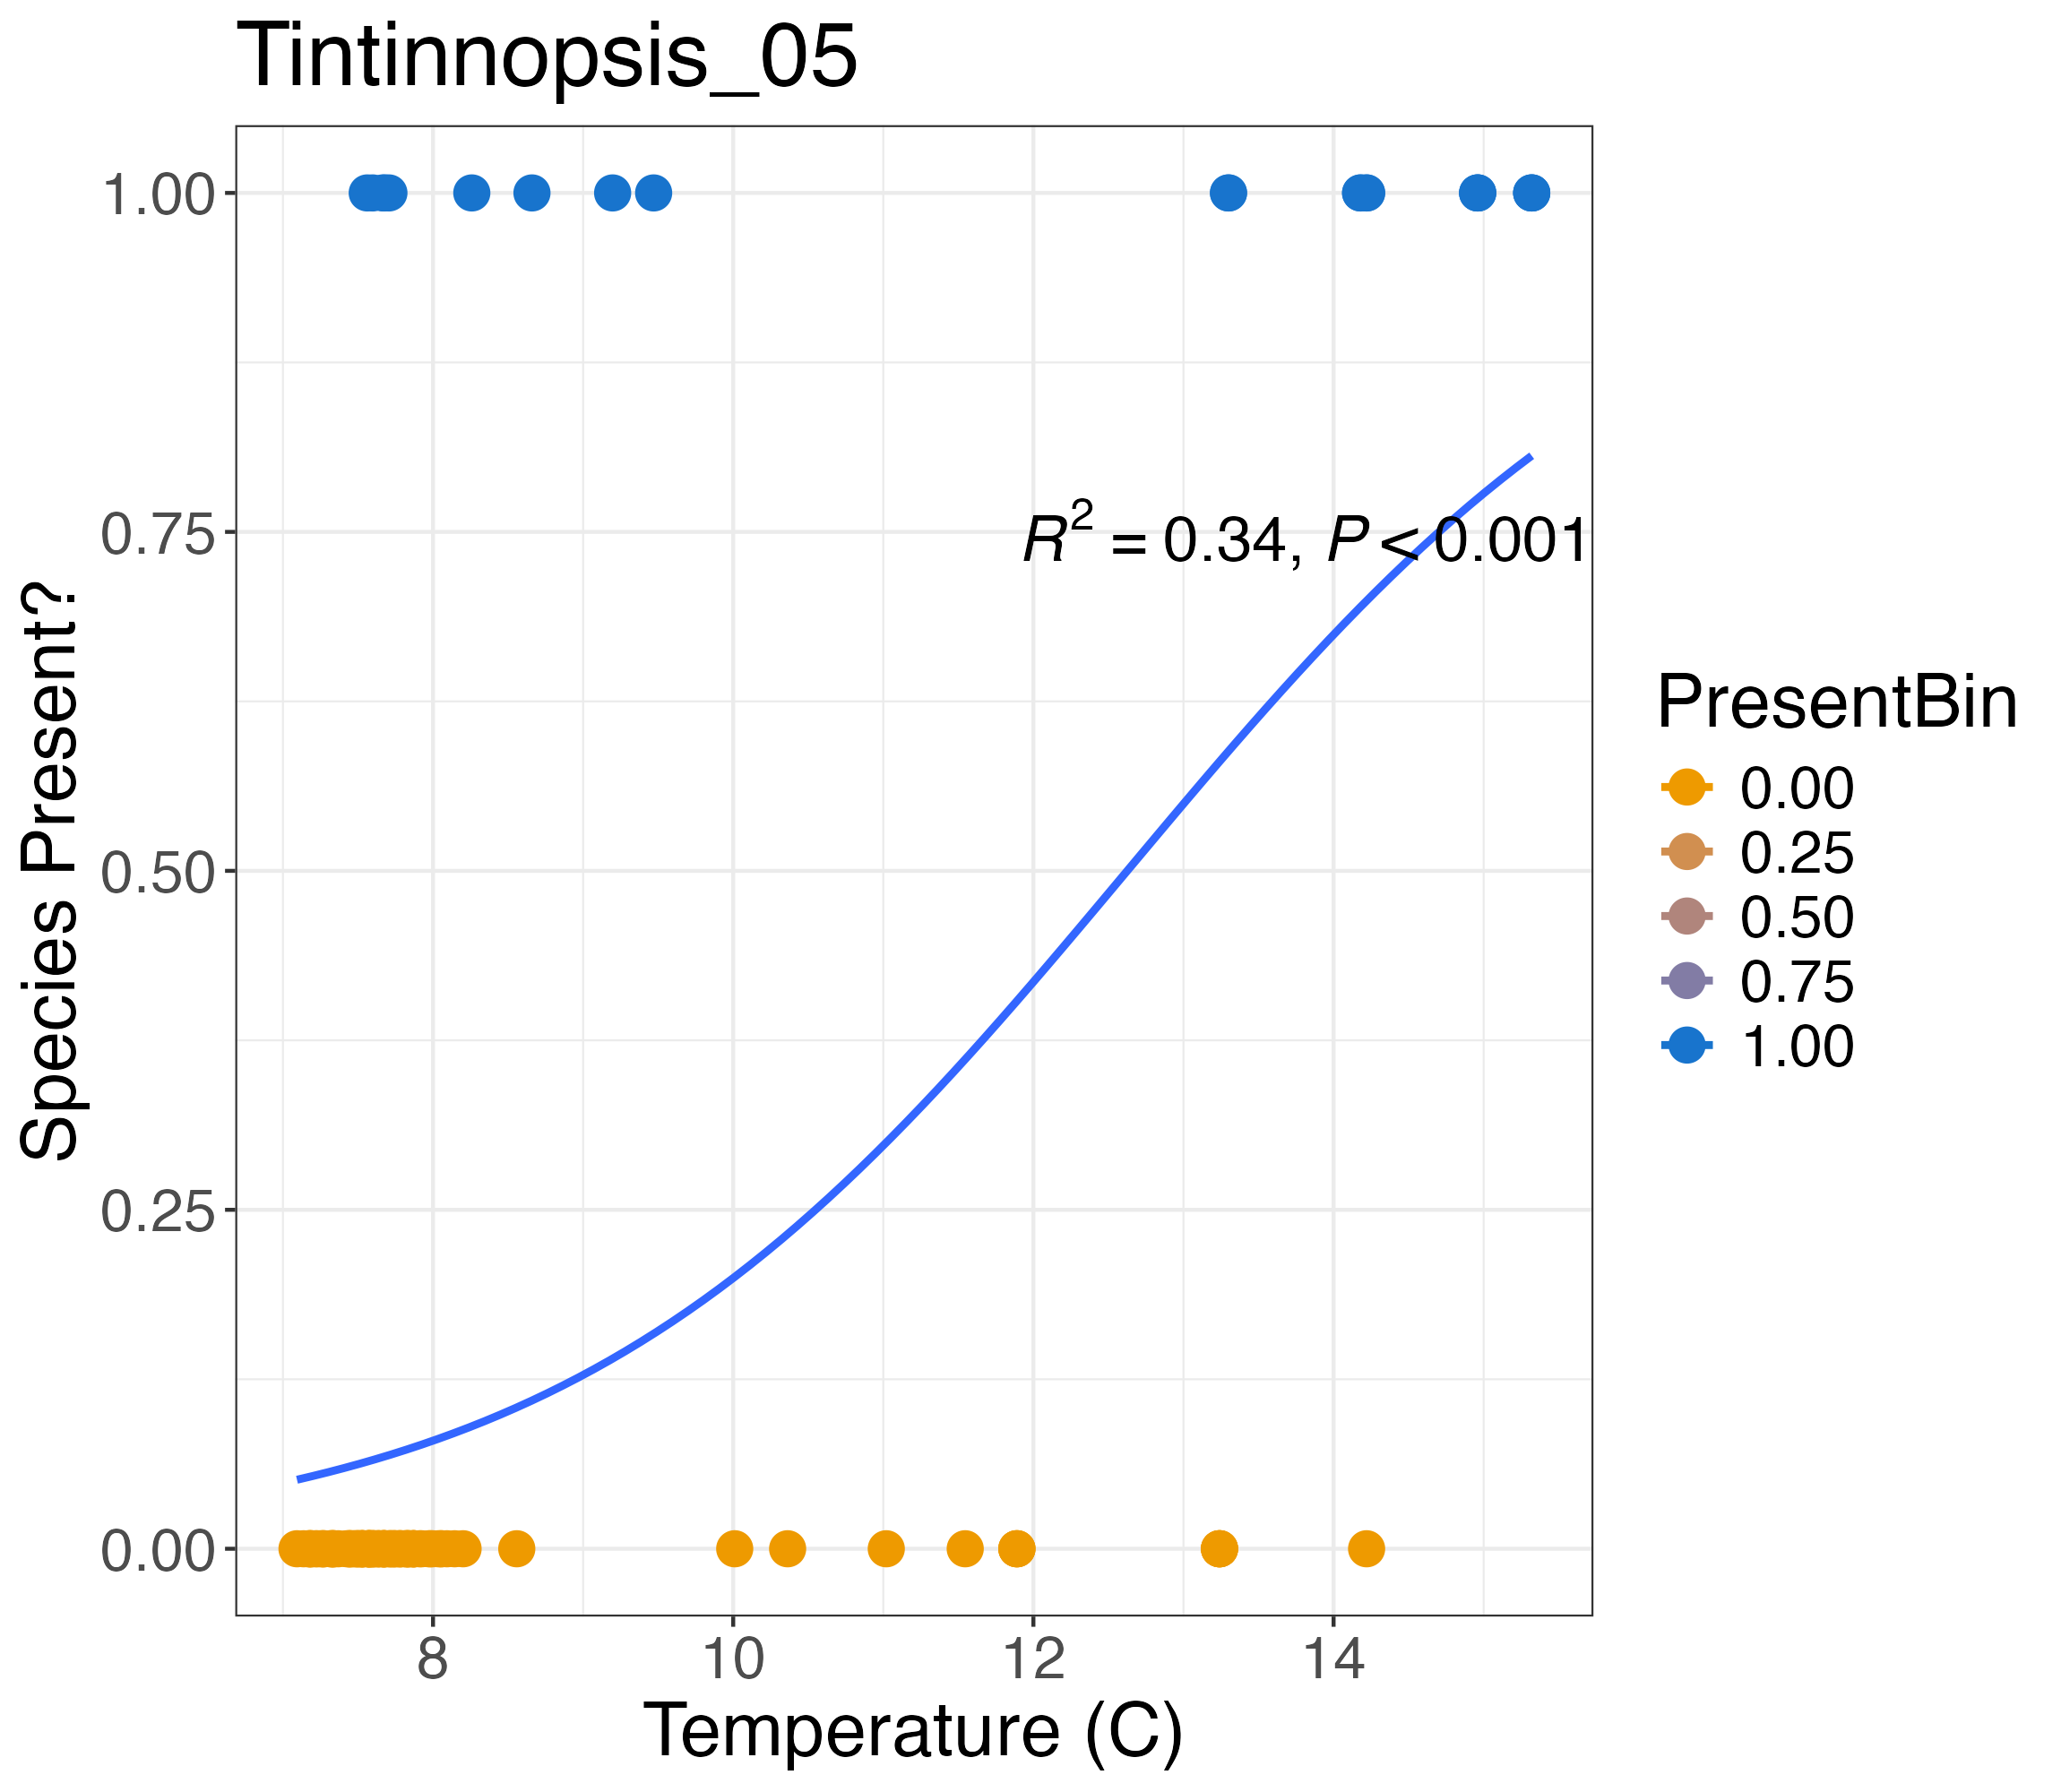 Tintinnopsis_05
1.00
0.75
0.50
0.25
0.00
Species Present?
R² = 0.34, P < 0.001
8 10 12 14
Temperature (C)
PresentBin
0.00
0.25
0.50
0.75
1.00